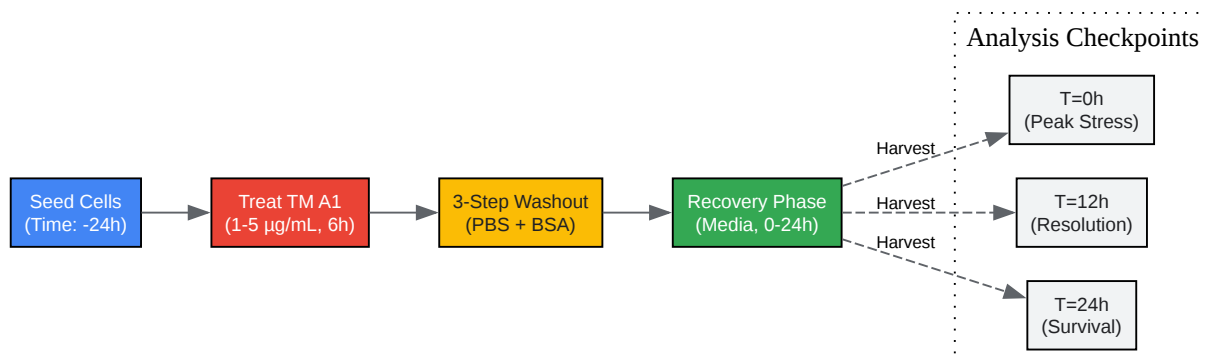 Analysis Checkpoints
Seed Cells
(Time: -24h)
Treat TM A1
(1-5 µg/mL, 6h)
3-Step Washout
(PBS + BSA)
Recovery Phase
(Media, 0-24h)
Harvest
T=0h
(Peak Stress)
Harvest
T=12h
(Resolution)
Harvest
T=24h
(Survival)